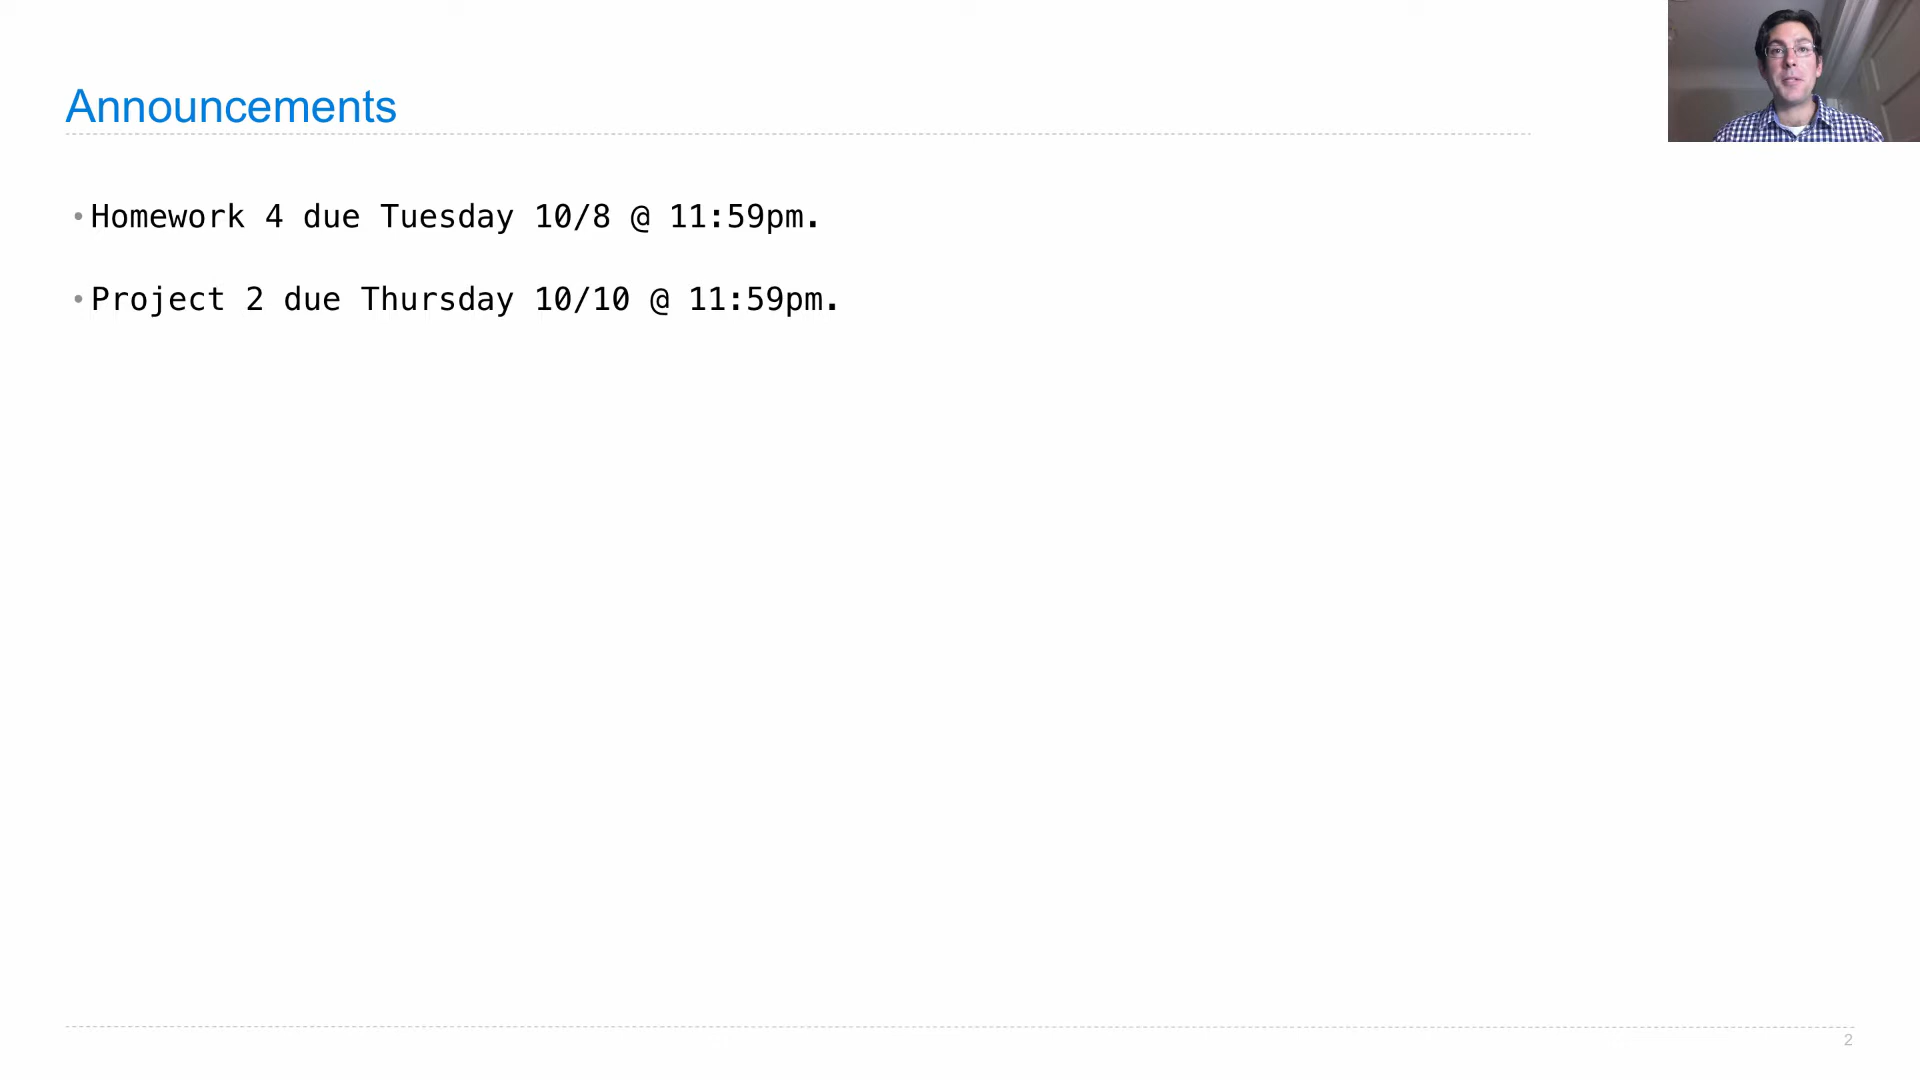 Announcements
• Homework 4 due Tuesday 10/8 @ 11:59pm.
• Project 2 due Thursday 10/10 @ 11:59pm.
2